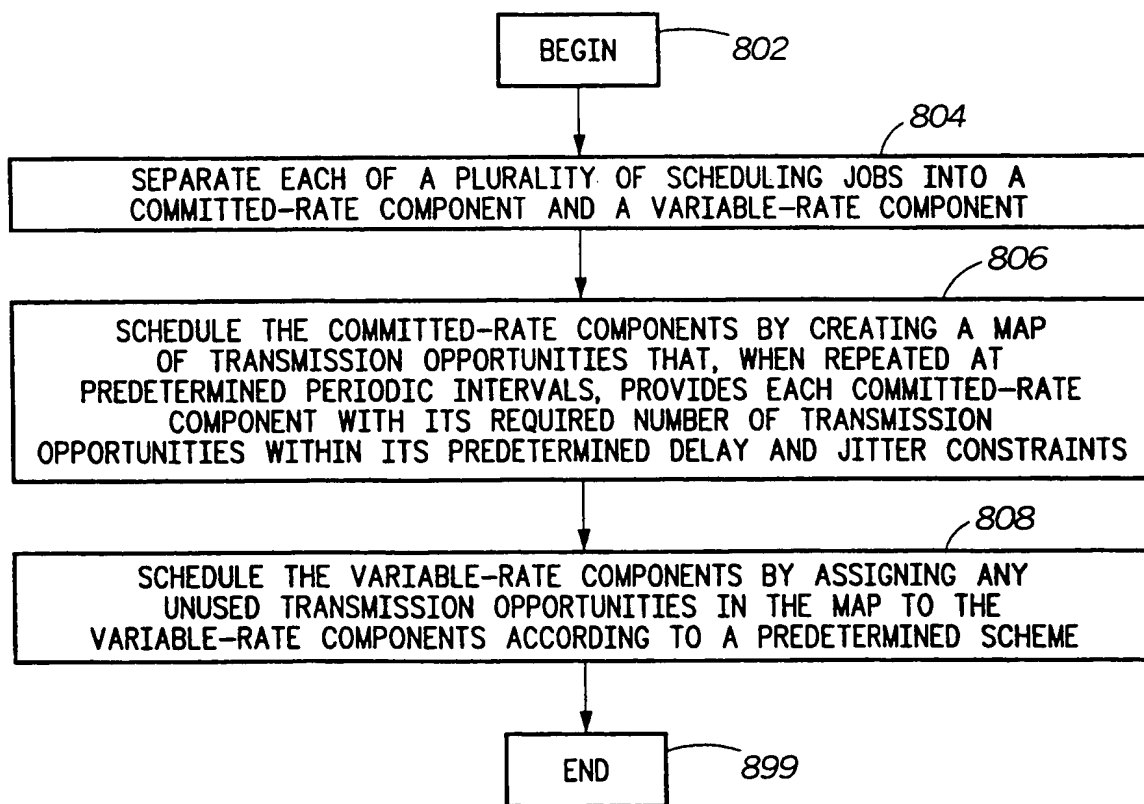 BEGIN
802
804
SEPARATE EACH OF A PLURALITY OF SCHEDULING JOBS INTO A
COMMITTED-RATE COMPONENT AND A VARIABLE-RATE COMPONENT
806
SCHEDULE THE COMMITTED-RATE COMPONENTS BY CREATING A MAP
OF TRANSMISSION OPPORTUNITIES THAT, WHEN REPEATED AT
PREDETERMINED PERIODIC INTERVALS, PROVIDES EACH COMMITTED-RATE
COMPONENT WITH ITS REQUIRED NUMBER OF TRANSMISSION
OPPORTUNITIES WITHIN ITS PREDETERMINED DELAY AND JITTER CONSTRAINTS
808
SCHEDULE THE VARIABLE-RATE COMPONENTS BY ASSIGNING ANY
UNUSED TRANSMISSION OPPORTUNITIES IN THE MAP TO THE
VARIABLE-RATE COMPONENTS ACCORDING TO A PREDETERMINED SCHEME
END
899